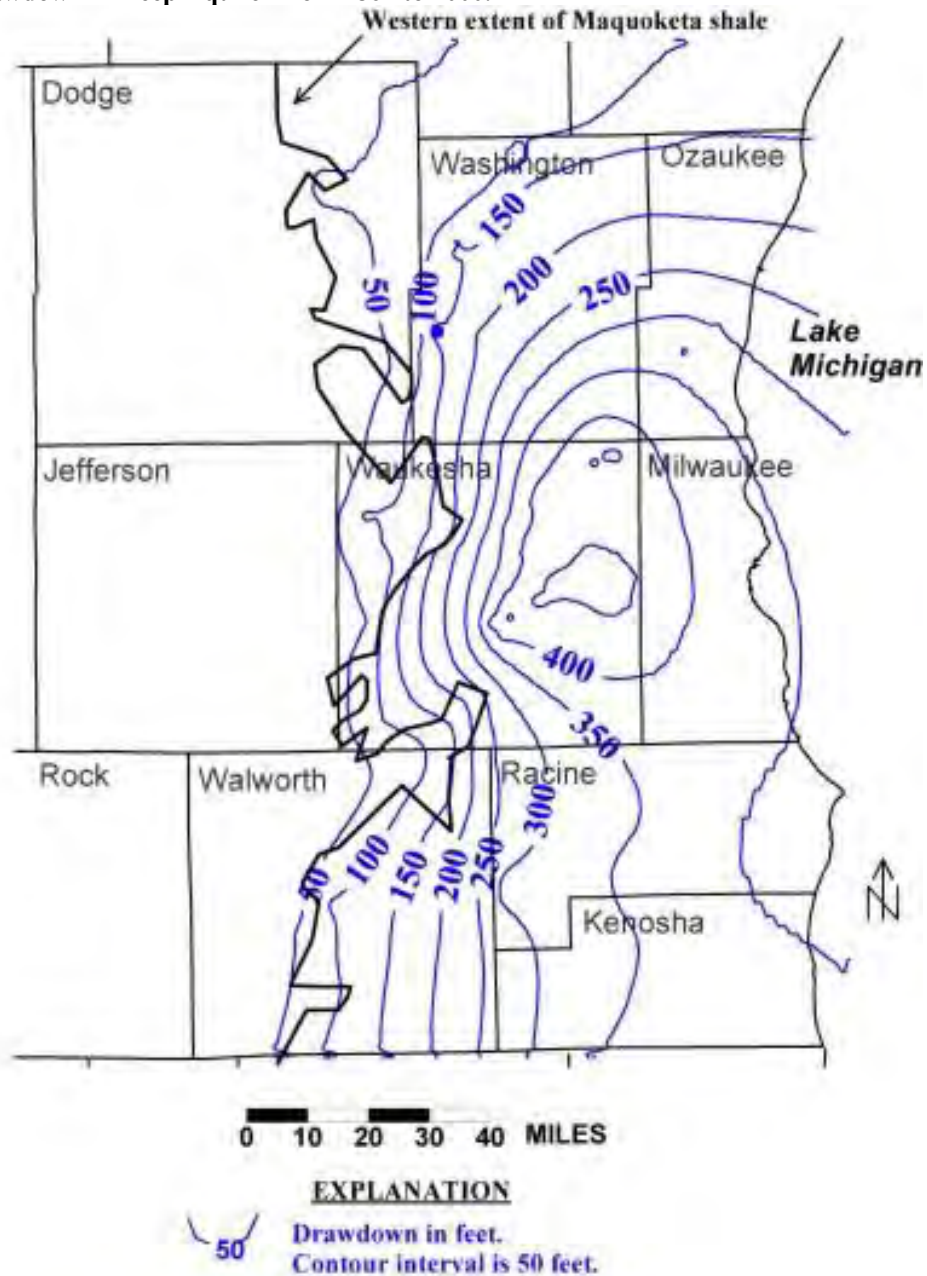 Western extent of Maquoketa shale
Dodge
Washington
Ozaukee
150
200
250
50
100
Lake
Michigan
Jefferson
Waukesha
Milwaukee
400
350
Rock
Walworth
Racine
300
50
100
150
200
250
Kenosha
N
0 10 20 30 40 MILES
EXPLANATION
50
Drawdown in feet.
Contour interval is 50 feet.